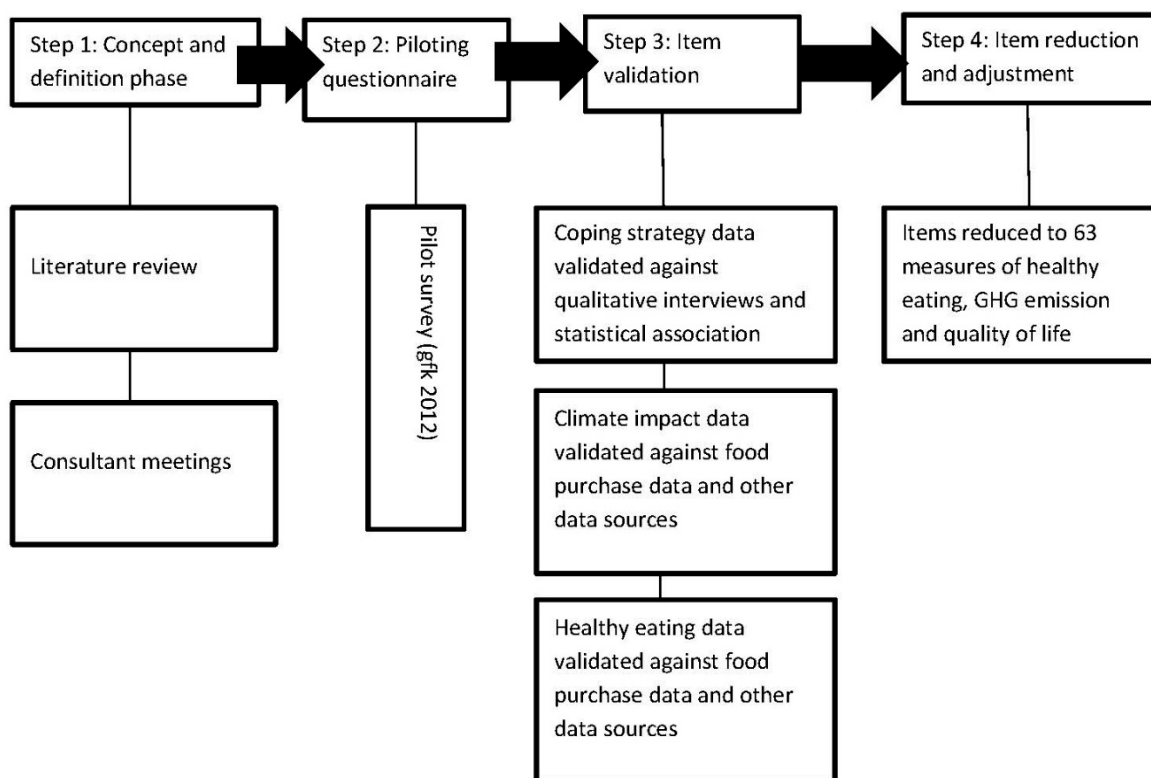 Step 1: Concept and
definition phase
Step 2: Piloting
questionnaire
Step 3: Item
validation
Step 4: Item reduction
and adjustment
Literature review
Consultant meetings
Pilot survey (gfk 2012)
Coping strategy data
validated against
qualitative interviews and
statistical association
Climate impact data
validated against food
purchase data and other
data sources
Healthy eating data
validated against food
purchase data and other
data sources
Items reduced to 63
measures of healthy
eating, GHG emission
and quality of life